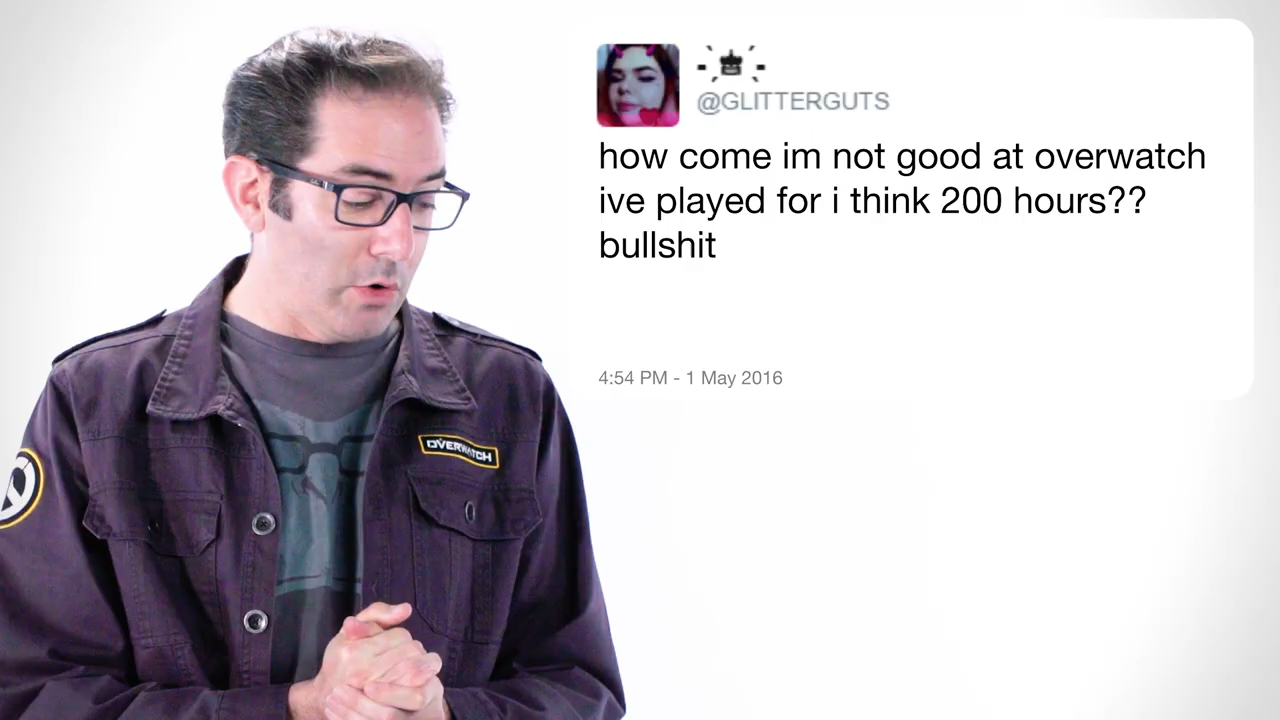 @GLITTERGUTS
how come im not good at overwatch
ive played for i think 200 hours??
bullshit
4:54 PM - 1 May 2016
OVERWATCH